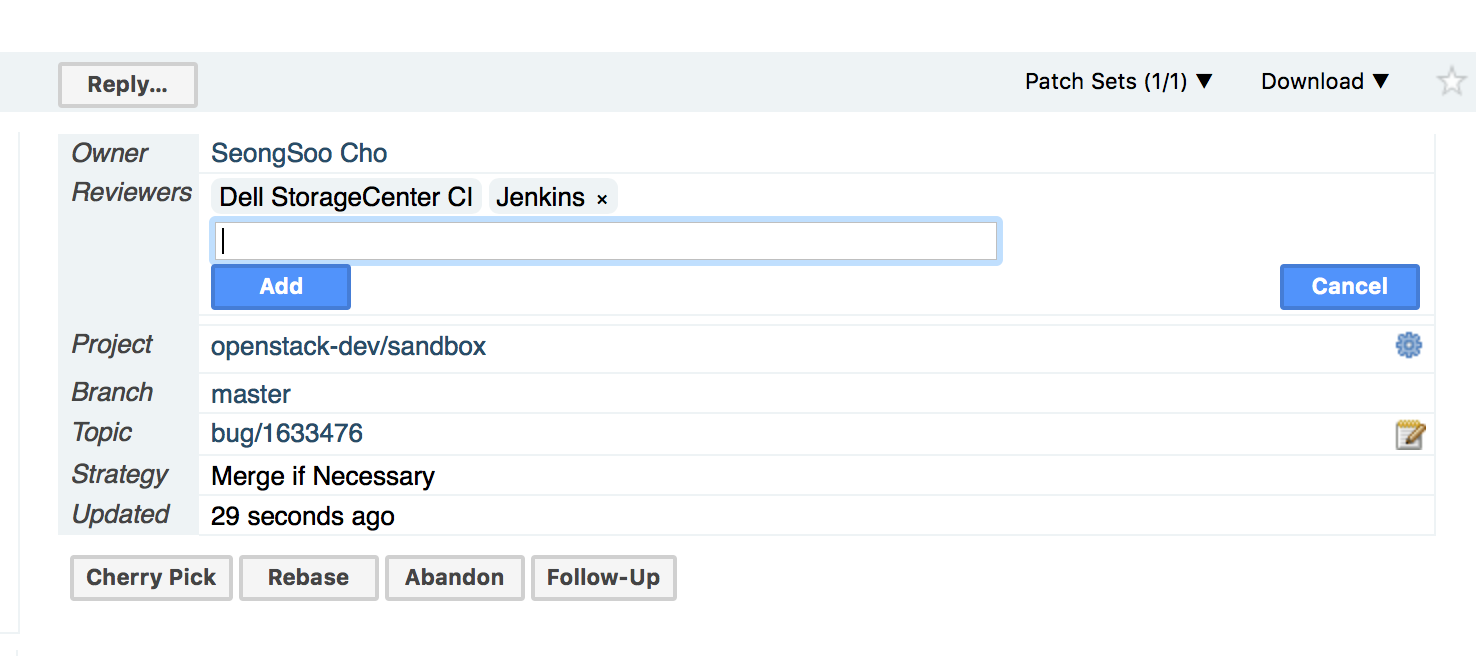 Reply...
Patch Sets (1/1) ▼ Download ▼
Owner SeongSoo Cho
Reviewers Dell StorageCenter CI Jenkins ×
Add Cancel
Project openstack-dev/sandbox
Branch master
Topic bug/1633476
Strategy Merge if Necessary
Updated 29 seconds ago
Cherry Pick Rebase Abandon Follow-Up